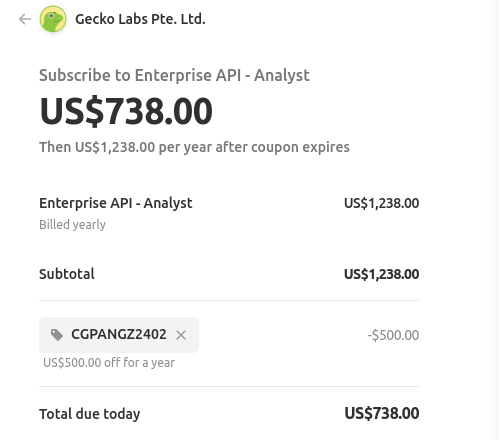 Gecko Labs Pte. Ltd.
Subscribe to Enterprise API - Analyst
US$738.00
Then US$1,238.00 per year after coupon expires
Enterprise API - Analyst US$1,238.00
Billed yearly
Subtotal US$1,238.00
CGPANGZ2402 -$500.00
US$500.00 off for a year
Total due today US$738.00